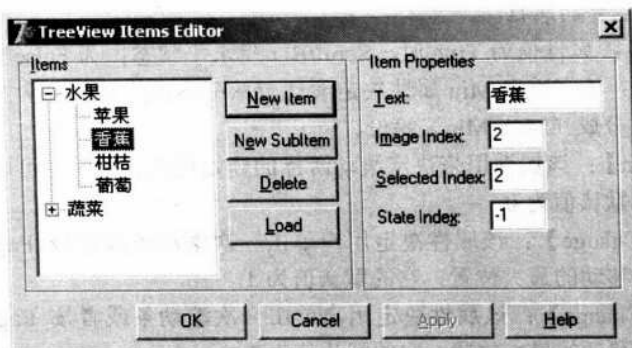 TreeView Items Editor
Items
水果
苹果
香蕉
柑桔
葡萄
蔬菜
New Item
New SubItem
Delete
Load
Item Properties
Text:
香蕉
Image Index:
2
Selected Index:
2
State Index:
-1
OK
Cancel
Apply
Help